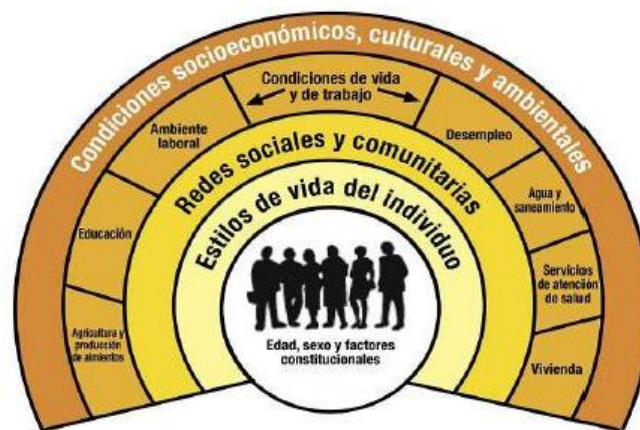 Condiciones socioeconómicos, culturales y ambientales
Condiciones de vida
y de trabajo
Ambiente
laboral
Desempleo
Educación
Agua y
saneamiento
Agricultura y
producción
de alimentos
Servicios
de atención
de salud
Vivienda
Redes sociales y comunitarias
Estilos de vida del individuo
Edad, sexo y factores
constitucionales